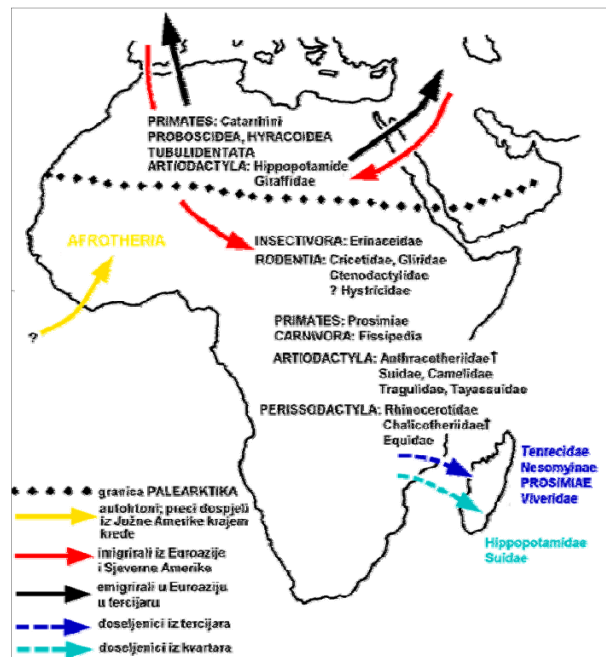 PRIMATES: Catarrhini
PROBOSCIDEA, HYRACOIDEA
TUBULIDENTATA
ARTIODACTYLA: Hippopotamide
Giraffidae
AFROTHERIA
INSECTIVORA: Erinaceidae
RODENTIA: Cricetidae, Gliridae
Ctenodactylidae
? Hystricidae
?
PRIMATES: Prosimiae
CARNIVORA: Fissipedia
ARTIODACTYLA: Anthracotheriidae†
Suidae, Camelidae
Tragulidae, Tayassuidae
PERISSODACTYLA: Rhinocerotidae
Chalicotheriidae†
Equidae
Tenrecidae
Nesomyinae
PROSIMIAE
Viveridae
Hippopotamidae
Suidae
granica PALEARKTIKA
autohtoni; preci dospjeli
iz Južne Amerike krajem
krede
imigrirali iz Euroazije
i Sjeverne Amerike
emigrirali u Euroaziju
u tercijaru
doseljenici iz tercijara
doseljenici iz kvartara